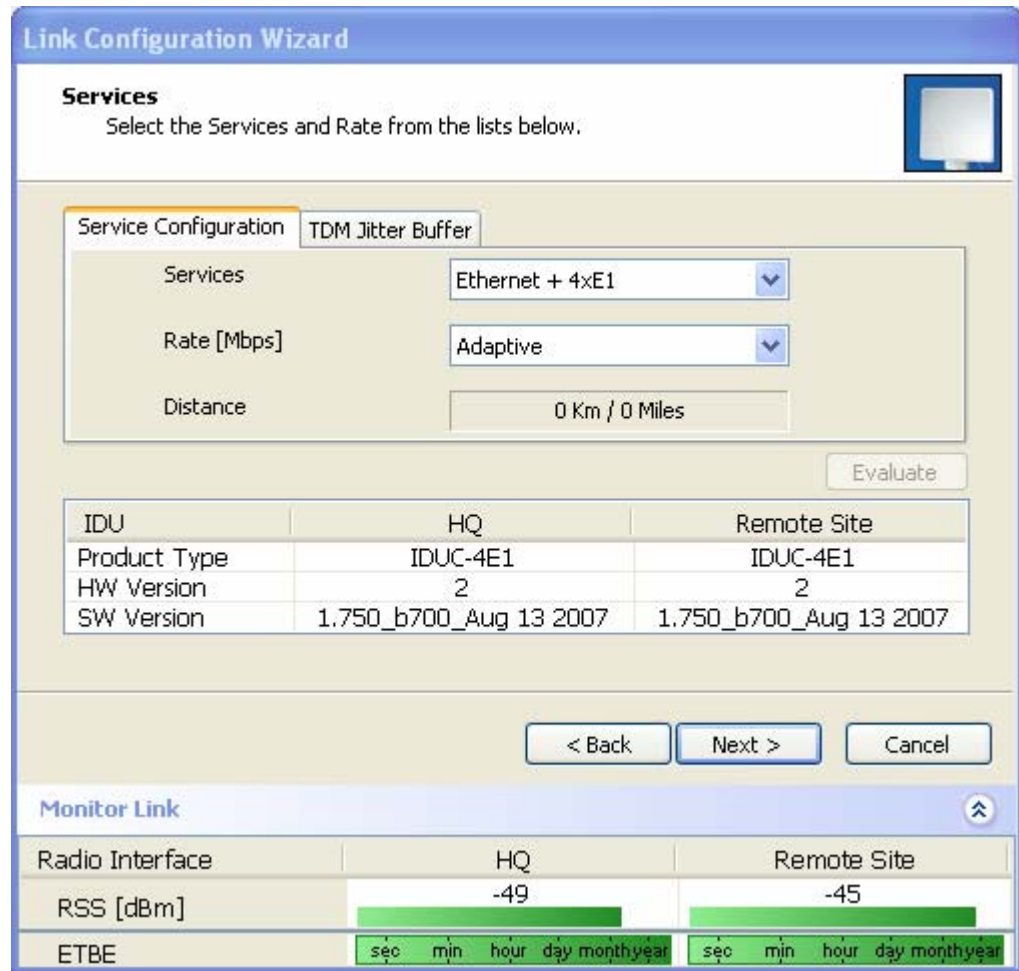 Link Configuration Wizard
Services
Select the Services and Rate from the lists below.
Service Configuration TDM Jitter Buffer
Services Ethernet + 4xE1
Rate [Mbps] Adaptive
Distance 0 Km / 0 Miles
Evaluate
IDU HQ Remote Site
Product Type IDUC-4E1 IDUC-4E1
HW Version 2 2
SW Version 1.750_b700_Aug 13 2007 1.750_b700_Aug 13 2007
< Back Next > Cancel
Monitor Link
Radio Interface HQ Remote Site
RSS [dBm] -49 -45
ETBE sec min hour day month year sec min hour day month year